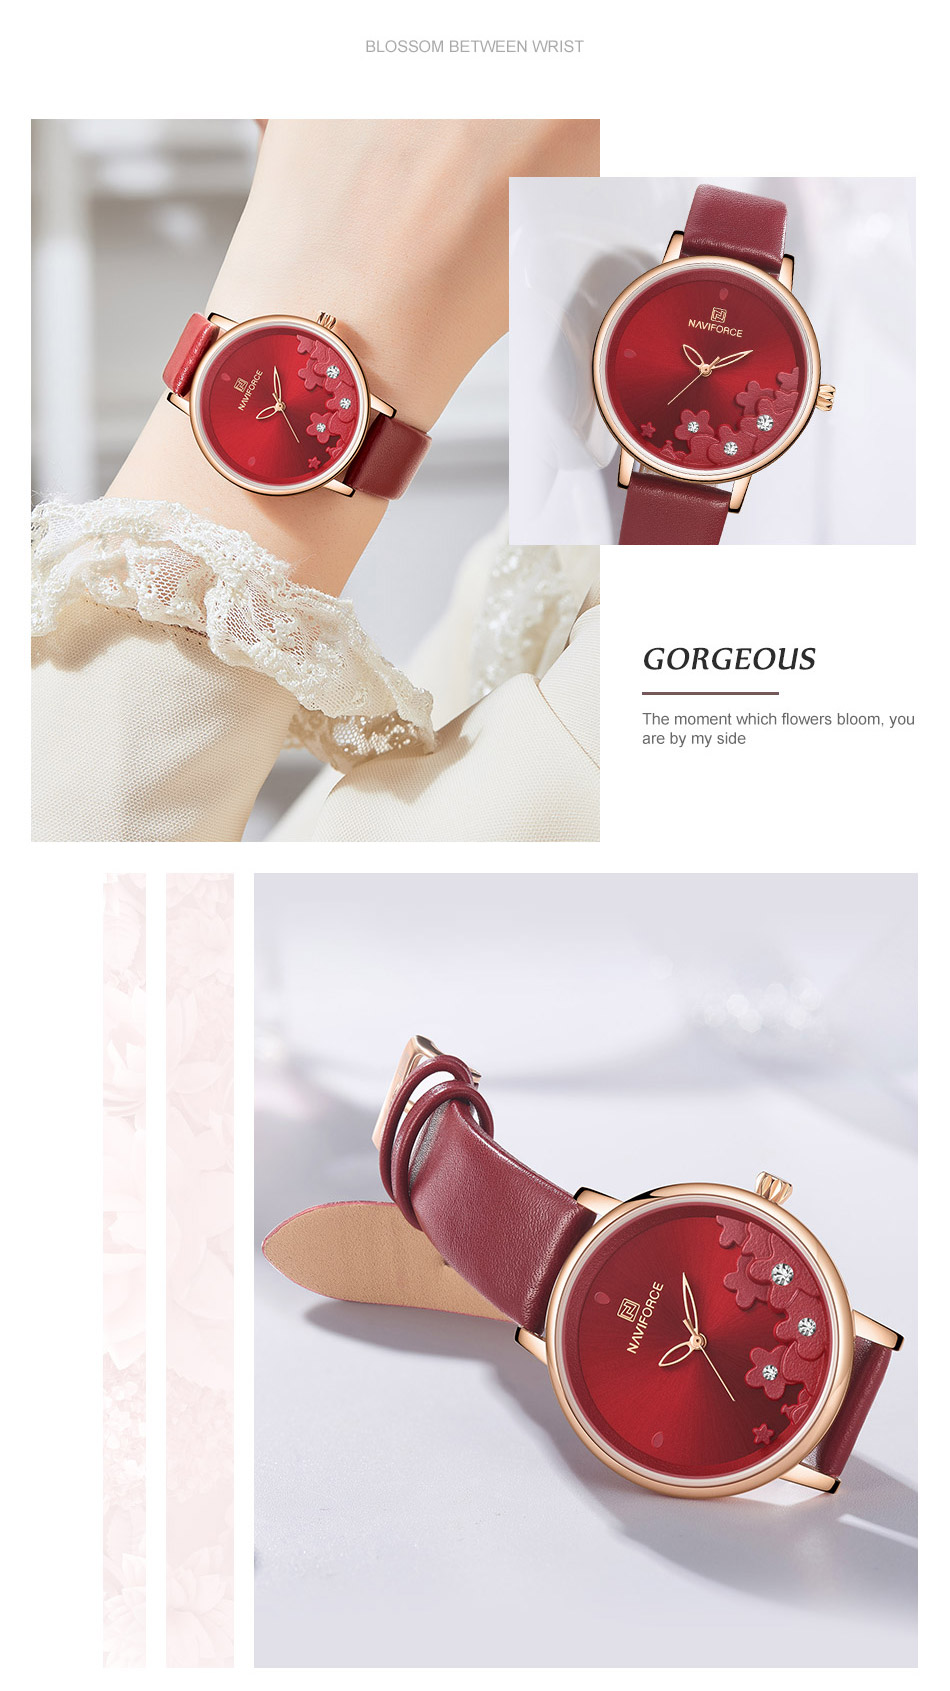 BLOSSOM BETWEEN WRIST
NAVIFORCE
NAVIFORCE
GORGEOUS
The moment which flowers bloom, you
are by my side
NAVIFORCE